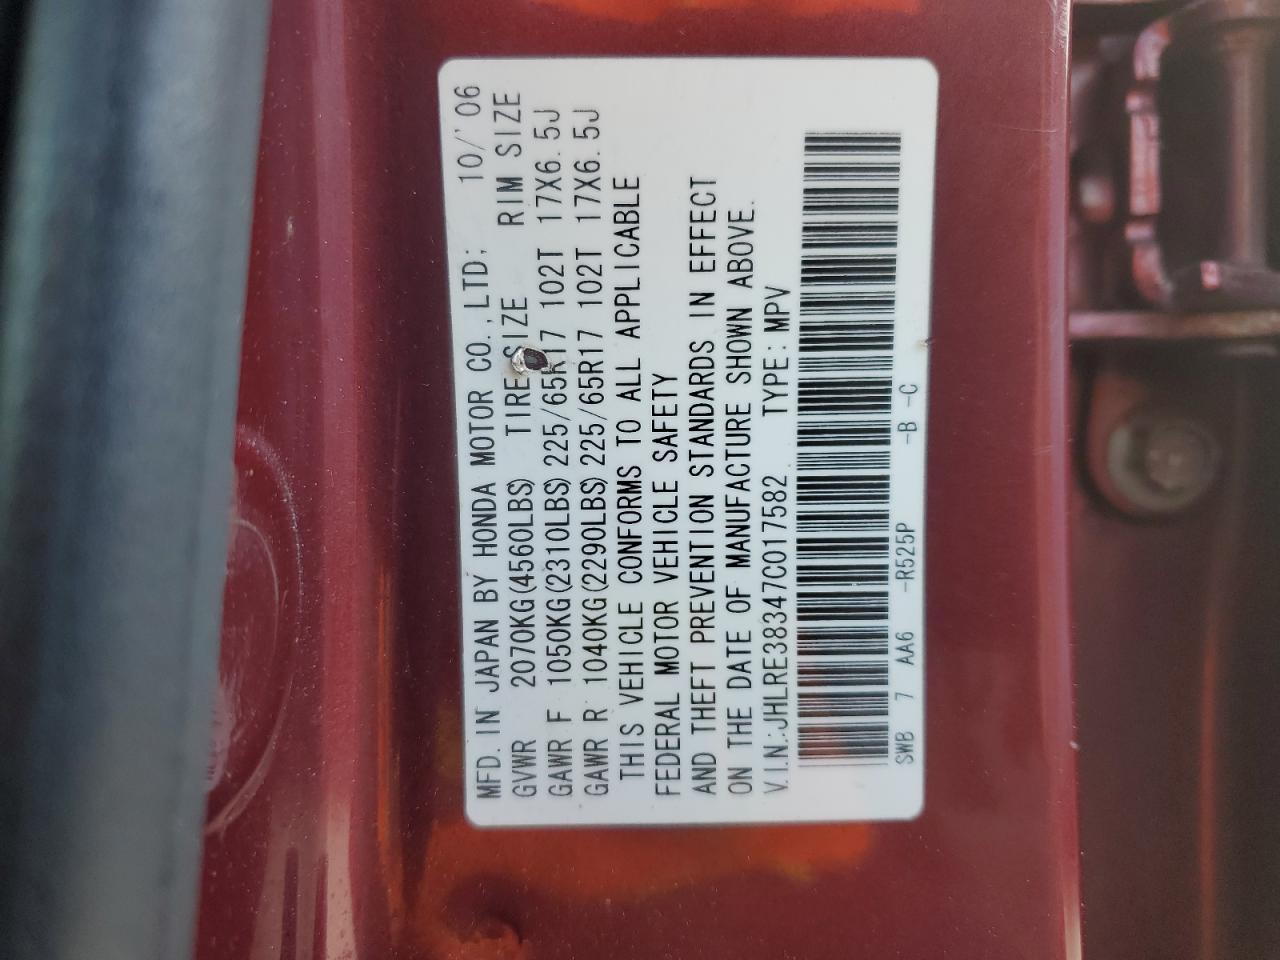 MFD. IN JAPAN BY HONDA MOTOR CO., LTD; 10/'06
GVWR 2070KG(4560LBS) TIRE SIZE RIM SIZE
GAWR F 1050KG(2310LBS) 225/65R17 102T 17X6.5J
GAWR R 1040KG(2290LBS) 225/65R17 102T 17X6.5J
THIS VEHICLE CONFORMS TO ALL APPLICABLE
FEDERAL MOTOR VEHICLE SAFETY
AND THEFT PREVENTION STANDARDS IN EFFECT
ON THE DATE OF MANUFACTURE SHOWN ABOVE.
V.I.N.:JHLRE38347C017582 TYPE:MPV
SWB 7 AA6 -R525P -B -C